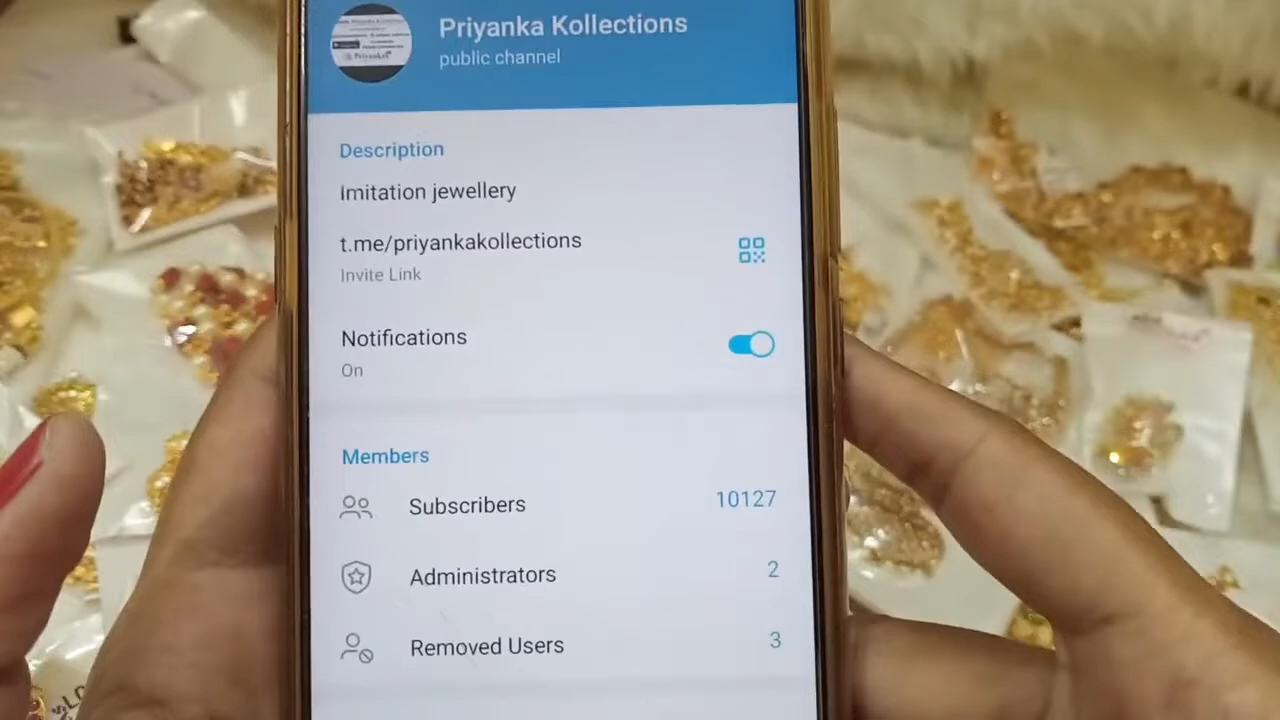 Priyanka Kollections
public channel
Description
Imitation jewellery
t.me/priyankakollections
Invite Link
Notifications
On
Members
Subscribers 10127
Administrators 2
Removed Users 3